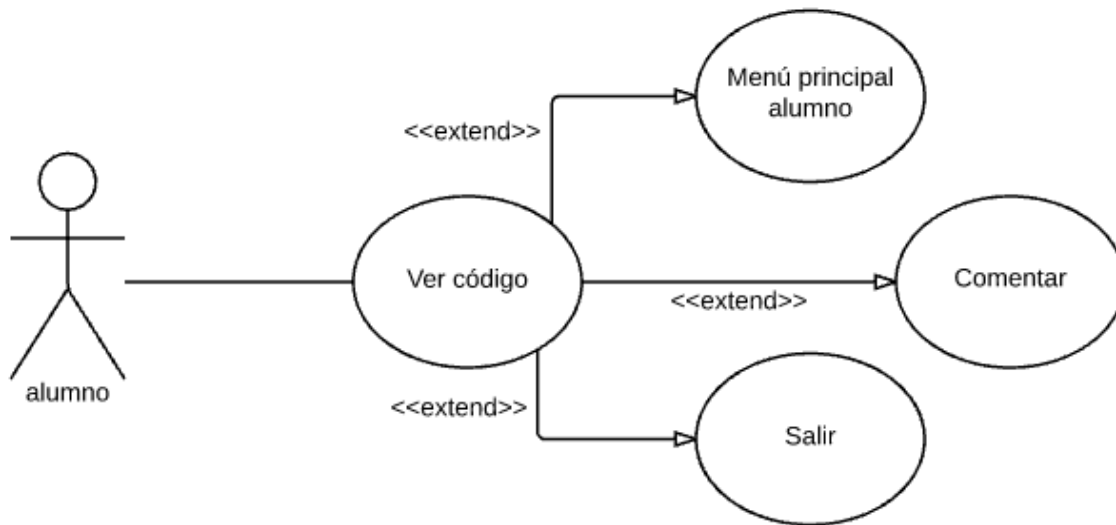 Menú principal
alumno
<<extend>>
Ver código
Comentar
<<extend>>
alumno
<<extend>>
Salir